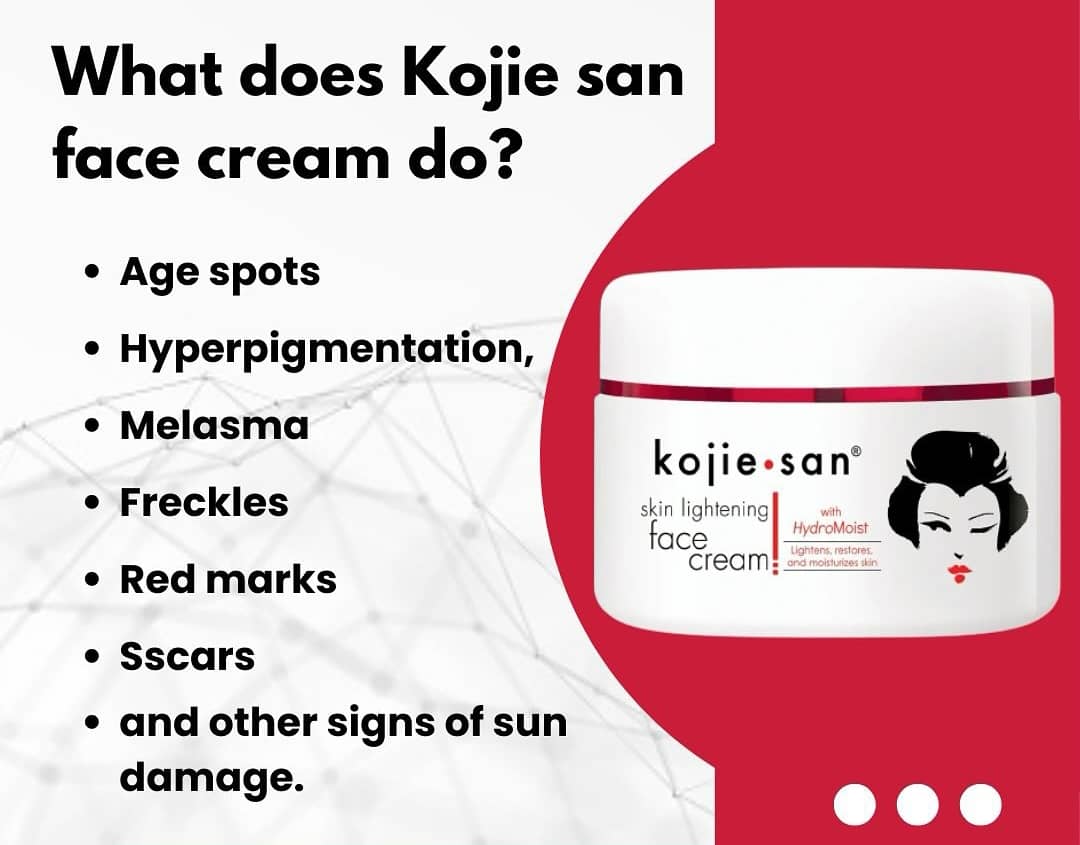 What does Kojie san
face cream do?
• Age spots
• Hyperpigmentation,
• Melasma
• Freckles
• Red marks
• Sscars
• and other signs of sun
damage.
kojie•san®
skin lightening
face
cream
with
HydroMoist
Lightens, restores,
and moisturizes skin